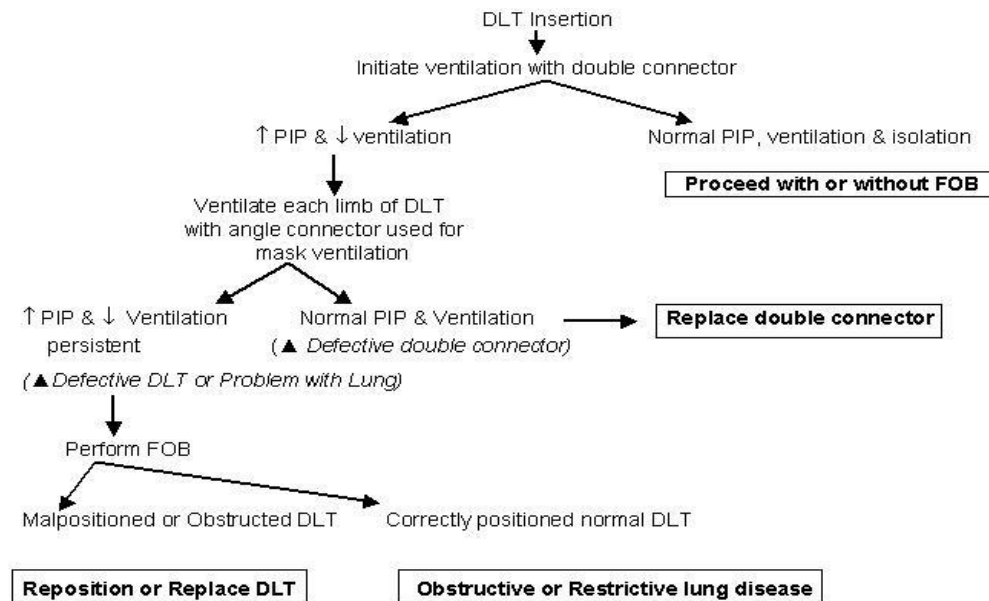 DLT Insertion
Initiate ventilation with double connector
↑ PIP & ↓ ventilation
Normal PIP, ventilation & isolation
Proceed with or without FOB
Ventilate each limb of DLT
with angle connector used for
mask ventilation
↑ PIP & ↓ Ventilation
persistent
(▲ Defective DLT or Problem with Lung)
Normal PIP & Ventilation
(▲ Defective double connector)
Replace double connector
Perform FOB
Malpositioned or Obstructed DLT
Correctly positioned normal DLT
Reposition or Replace DLT
Obstructive or Restrictive lung disease